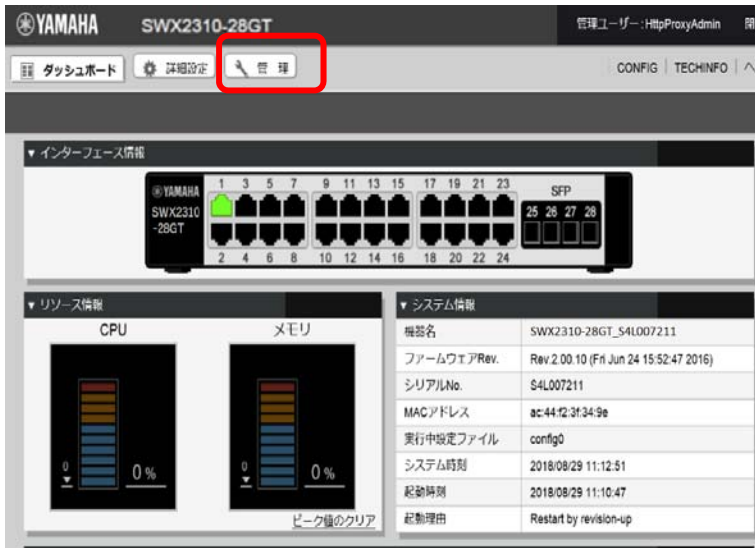 YAMAHA SWX2310-28GT 管理ユーザー:HttpProxyAdmin
ダッシュボード 詳細設定 管理 CONFIG | TECHINFO |
▼ インターフェース情報
YAMAHA
SWX2310
-28GT
1 3 5 7 9 11 13 15 17 19 21 23 SFP
25 26 27 28
2 4 6 8 10 12 14 16 18 20 22 24
▼ リソース情報
CPU メモリ
0 0 % 0 0 %
ピーク値のクリア
▼ システム情報
機器名 SWX2310-28GT_S4L007211
ファームウェアRev. Rev.2.00.10 (Fri Jun 24 15:52:47 2016)
シリアルNo. S4L007211
MACアドレス ac:44:f2:3f:34:9e
実行中設定ファイル config0
システム時刻 2018/08/29 11:12:51
起動時刻 2018/08/29 11:10:47
起動理由 Restart by revision-up